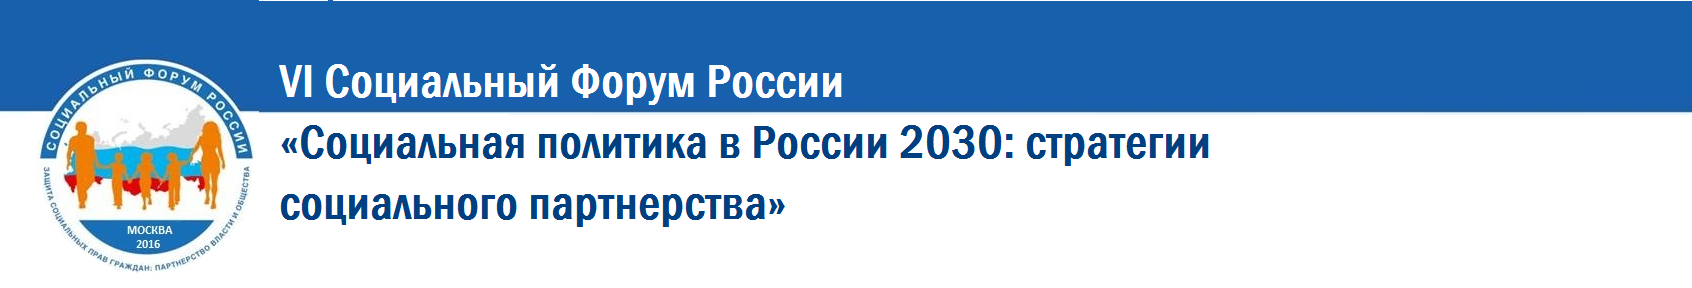 VI Социальный Форум России
«Социальная политика в России 2030: стратегии
социального партнерства»
СОЦИАЛЬНЫЙ ФОРУМ РОССИИ
МОСКВА
2016
ЗАЩИТА СОЦИАЛЬНЫХ ПРАВ ГРАЖДАН: ПАРТНЕРСТВО ВЛАСТИ И ОБЩЕСТВА